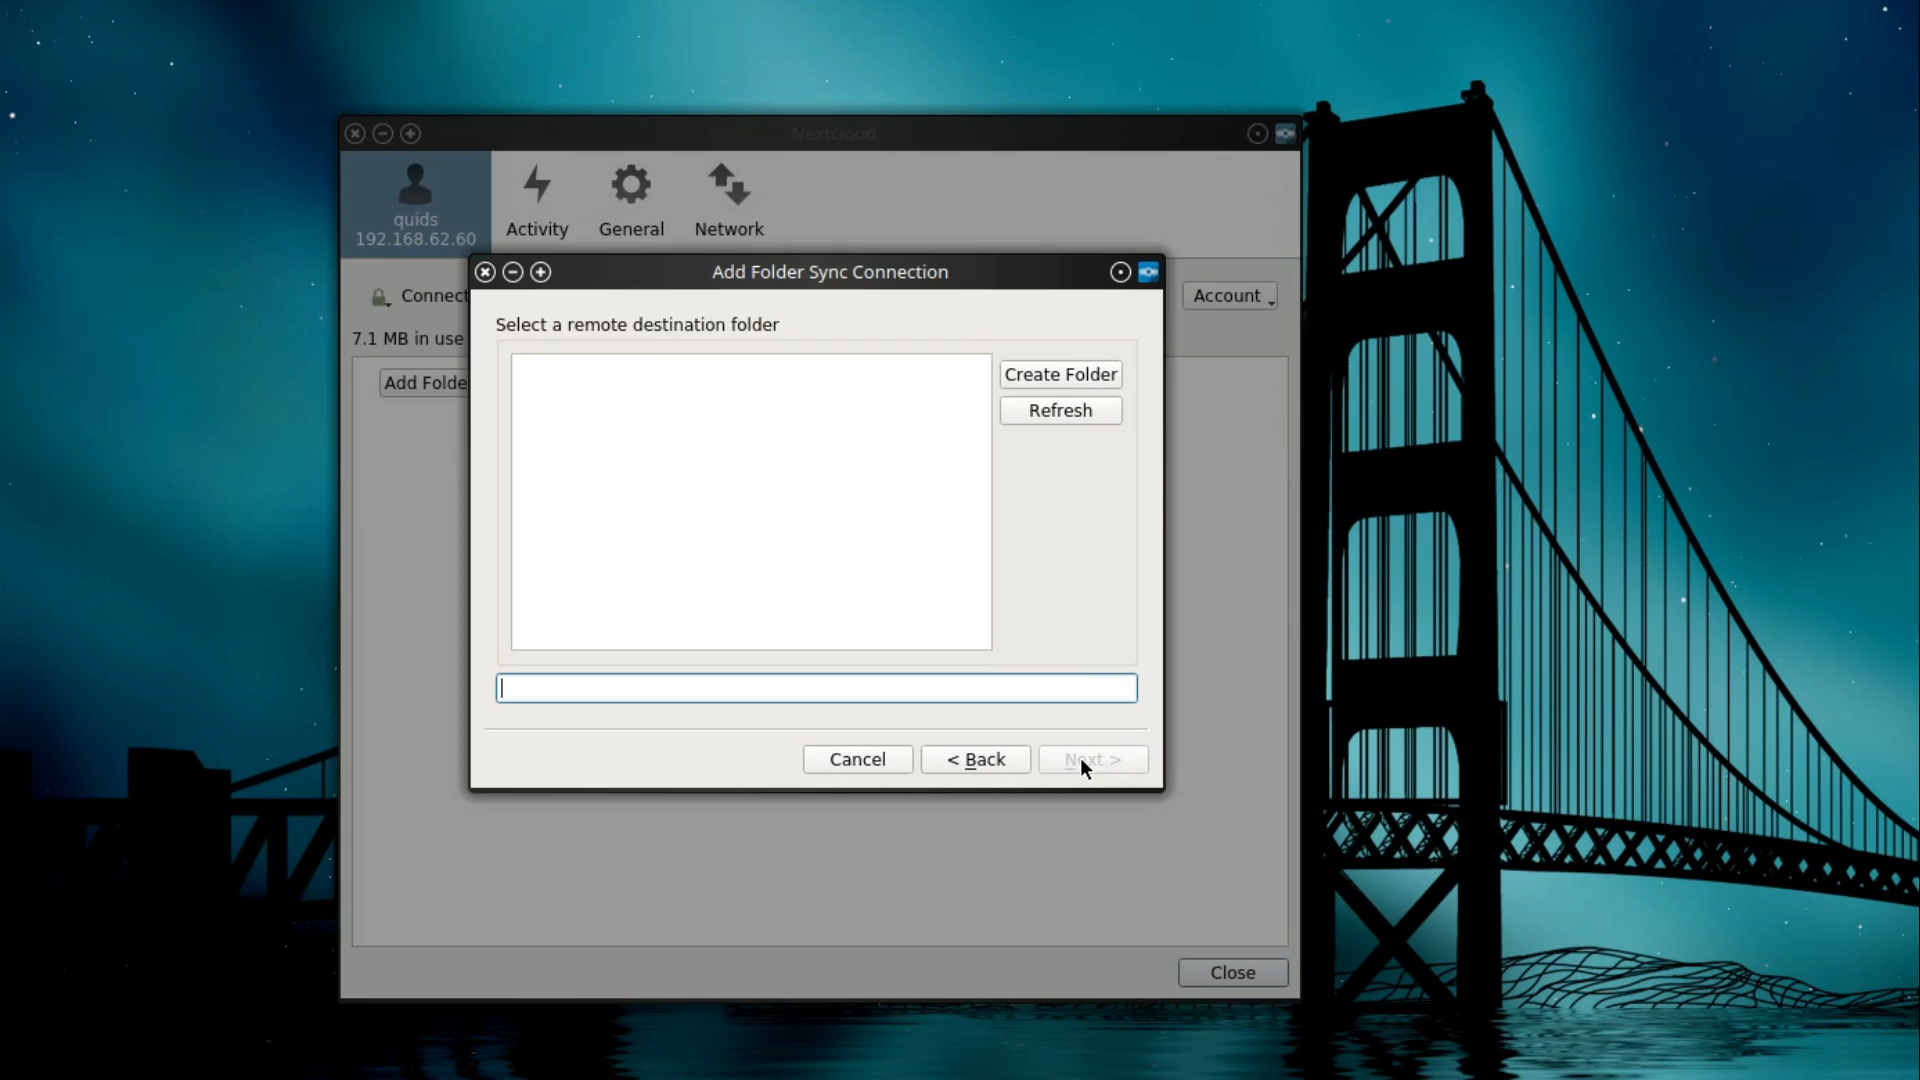 Nextcloud
quids
192.168.62.60
Activity
General
Network
Add Folder Sync Connection
Connect
Account
7.1 MB in use
Add Folde
Select a remote destination folder
Create Folder
Refresh
Cancel
< Back
Next >
Close